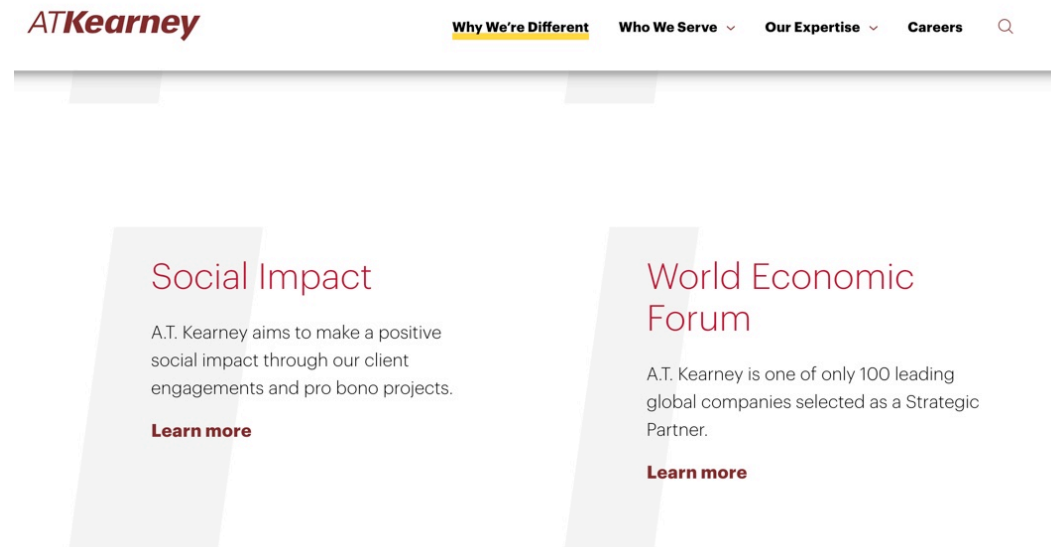 ATKearney
Why We're Different
Who We Serve
Our Expertise
Careers
Social Impact
A.T. Kearney aims to make a positive
social impact through our client
engagements and pro bono projects.
Learn more
World Economic
Forum
A.T. Kearney is one of only 100 leading
global companies selected as a Strategic
Partner.
Learn more